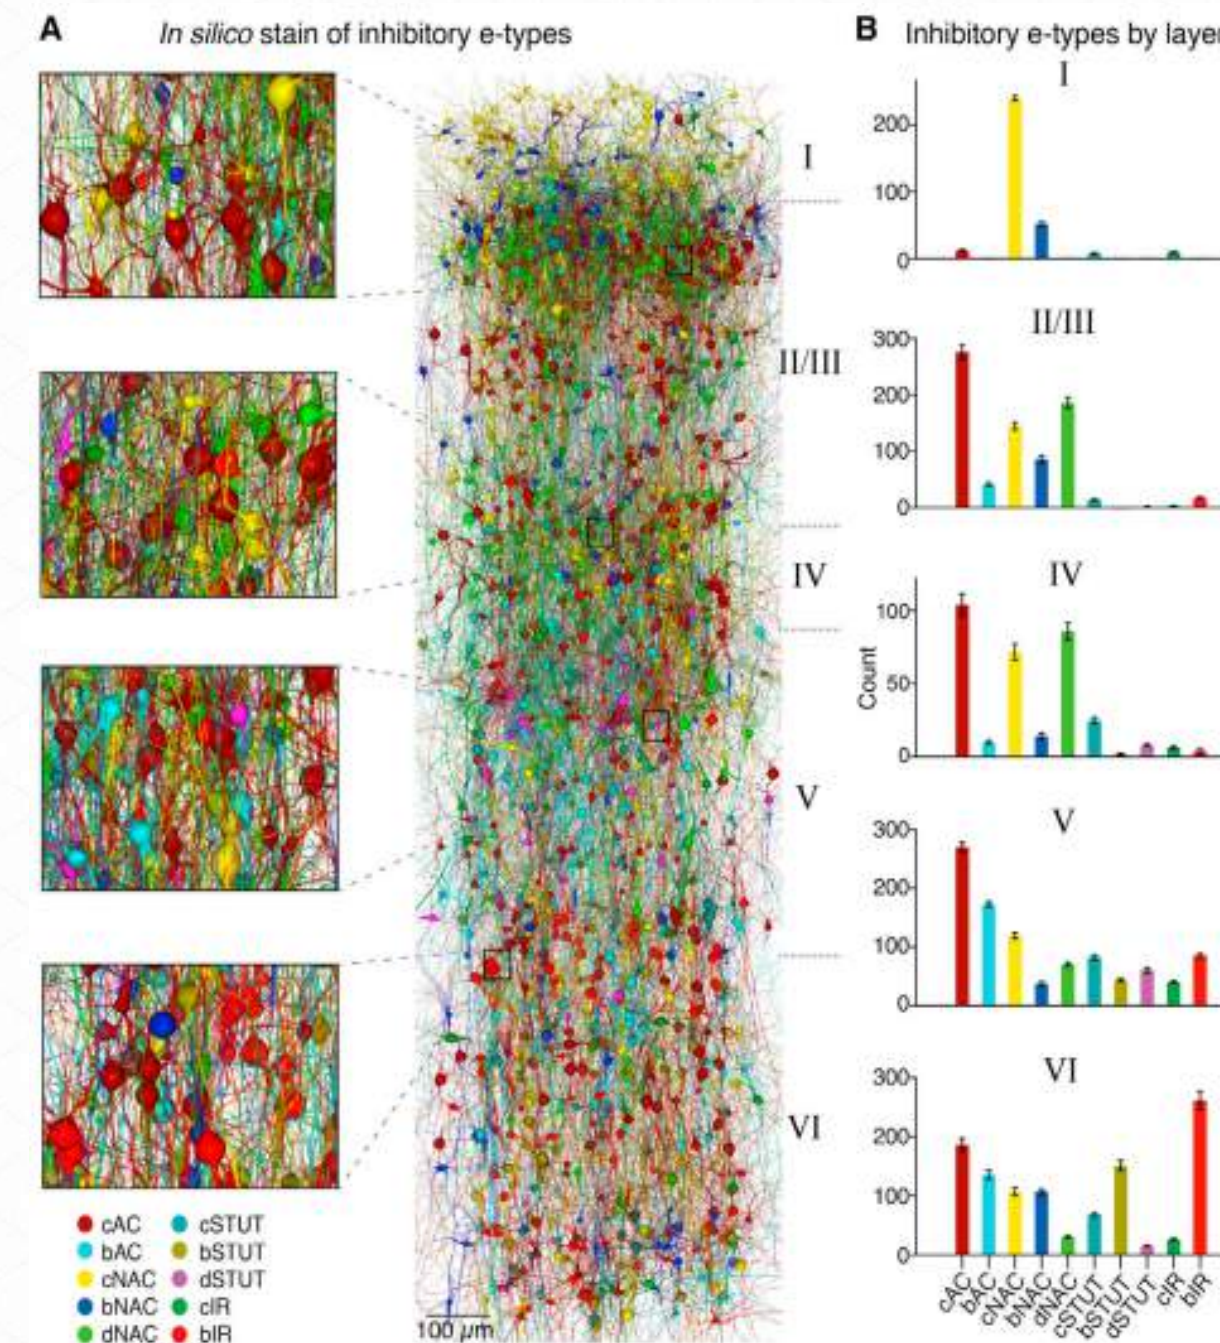 A In silico stain of inhibitory e-types
B Inhibitory e-types by layer
I
200
100
0
I
II/III
300
200
100
0
II/III
IV
100
50
0
Count
IV
V
300
200
100
0
V
VI
300
200
100
0
VI
cAC
bAC
cNAC
bNAC
dNAC
cSTUT
bSTUT
dSTUT
cIR
bIR
cAC
bAC
cNAC
bNAC
dNAC
cSTUT
bSTUT
dSTUT
cIR
bIR
100 µm